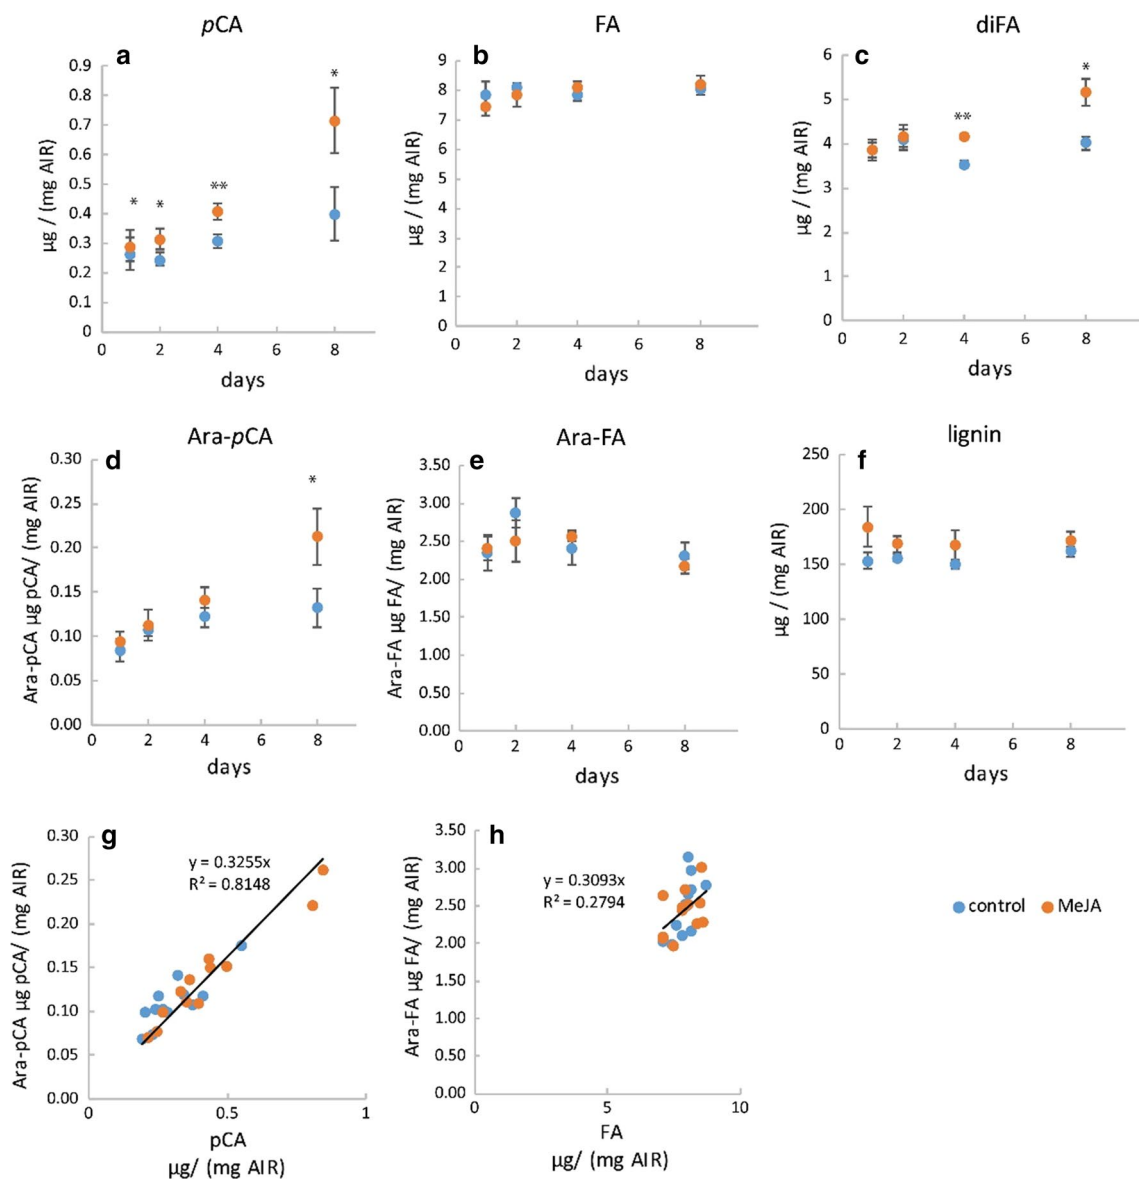 pCA
a
µg / (mg AIR)
0.9
0.8
0.7
0.6
0.5
0.4
0.3
0.2
0.1
0
*
*
**
*
0 2 4 6 8
days
FA
b
µg / (mg AIR)
9
8
7
6
5
4
3
2
1
0
0 2 4 6 8
days
diFA
c
µg / (mg AIR)
6
5
4
3
2
1
0
**
*
0 2 4 6 8
days
Ara-pCA
d
Ara-pCA µg pCA/ (mg AIR)
0.30
0.25
0.20
0.15
0.10
0.05
0.00
*
0 2 4 6 8
days
Ara-FA
e
Ara-FA µg FA/ (mg AIR)
3.50
3.00
2.50
2.00
1.50
1.00
0.50
0.00
0 2 4 6 8
days
lignin
f
µg / (mg AIR)
250
200
150
100
50
0
0 2 4 6 8
days
g
Ara-pCA µg pCA/ (mg AIR)
0.30
0.25
0.20
0.15
0.10
0.05
0.00
y = 0.3255x
R² = 0.8148
0 0.5 1
pCA
µg/ (mg AIR)
h
Ara-FA µg FA/ (mg AIR)
3.50
3.00
2.50
2.00
1.50
1.00
0.50
0.00
y = 0.3093x
R² = 0.2794
0 5 10
FA
µg/ (mg AIR)
control MeJA